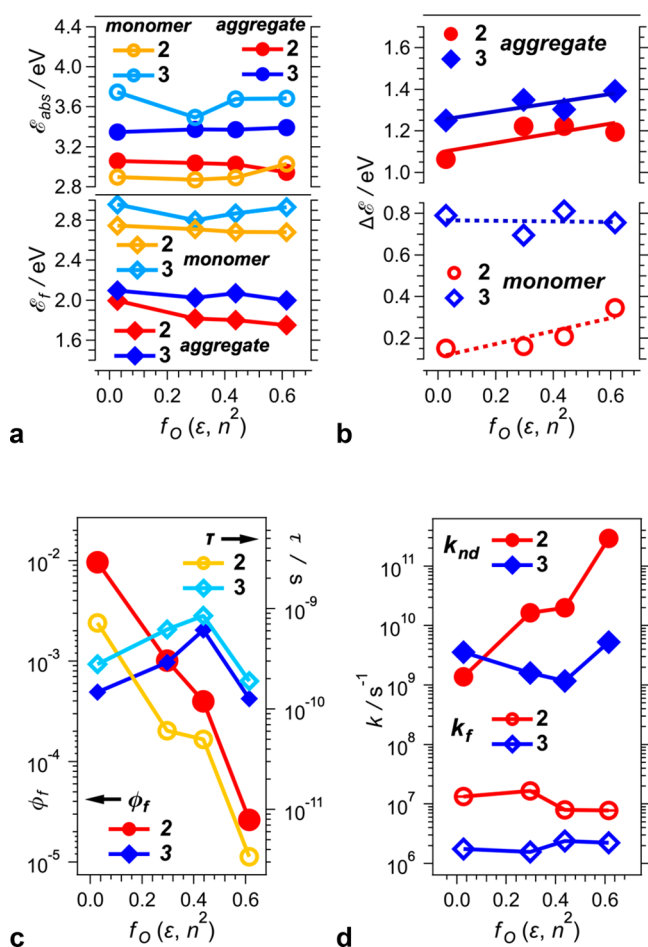 monomer aggregate
2 2
3 3
ℰabs / eV
4.4
4.0
3.6
3.2
2.8
ℰf / eV
2.8
2.4
2.0
1.6
2
3
monomer
2
3
aggregate
0.0 0.2 0.4 0.6
fO (ε, n²)
a
2
3
aggregate
Δℰ / eV
1.6
1.4
1.2
1.0
0.8
0.6
0.4
0.2
2
3
monomer
0.0 0.2 0.4 0.6
fO (ε, n²)
b
τ
2
3
ϕf
10⁻²
10⁻³
10⁻⁴
10⁻⁵
τ / s
10⁻⁹
10⁻¹⁰
10⁻¹¹
ϕf
2
3
0.0 0.2 0.4 0.6
fO (ε, n²)
c
knd
2
3
k / s⁻¹
10¹¹
10¹⁰
10⁹
10⁸
10⁷
10⁶
kf
2
3
0.0 0.2 0.4 0.6
fO (ε, n²)
d